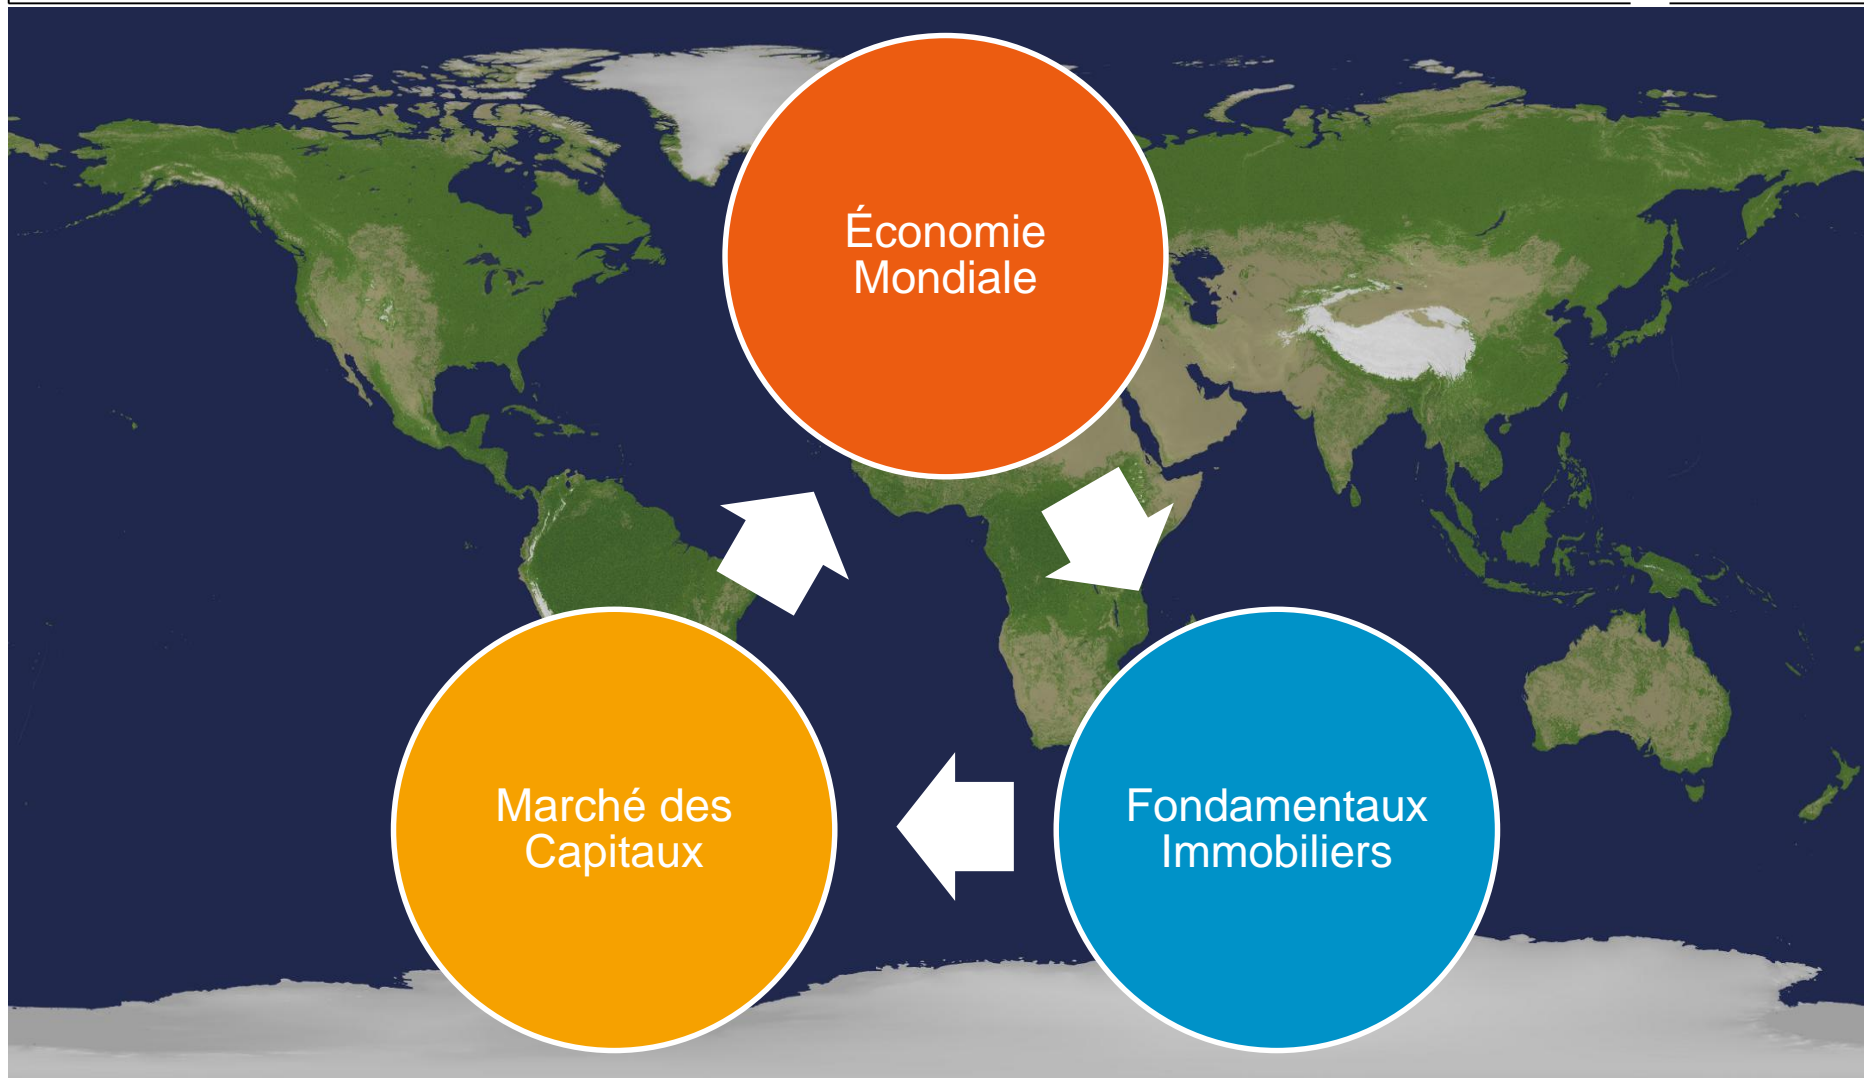 Économie
Mondiale
Marché des
Capitaux
Fondamentaux
Immobiliers